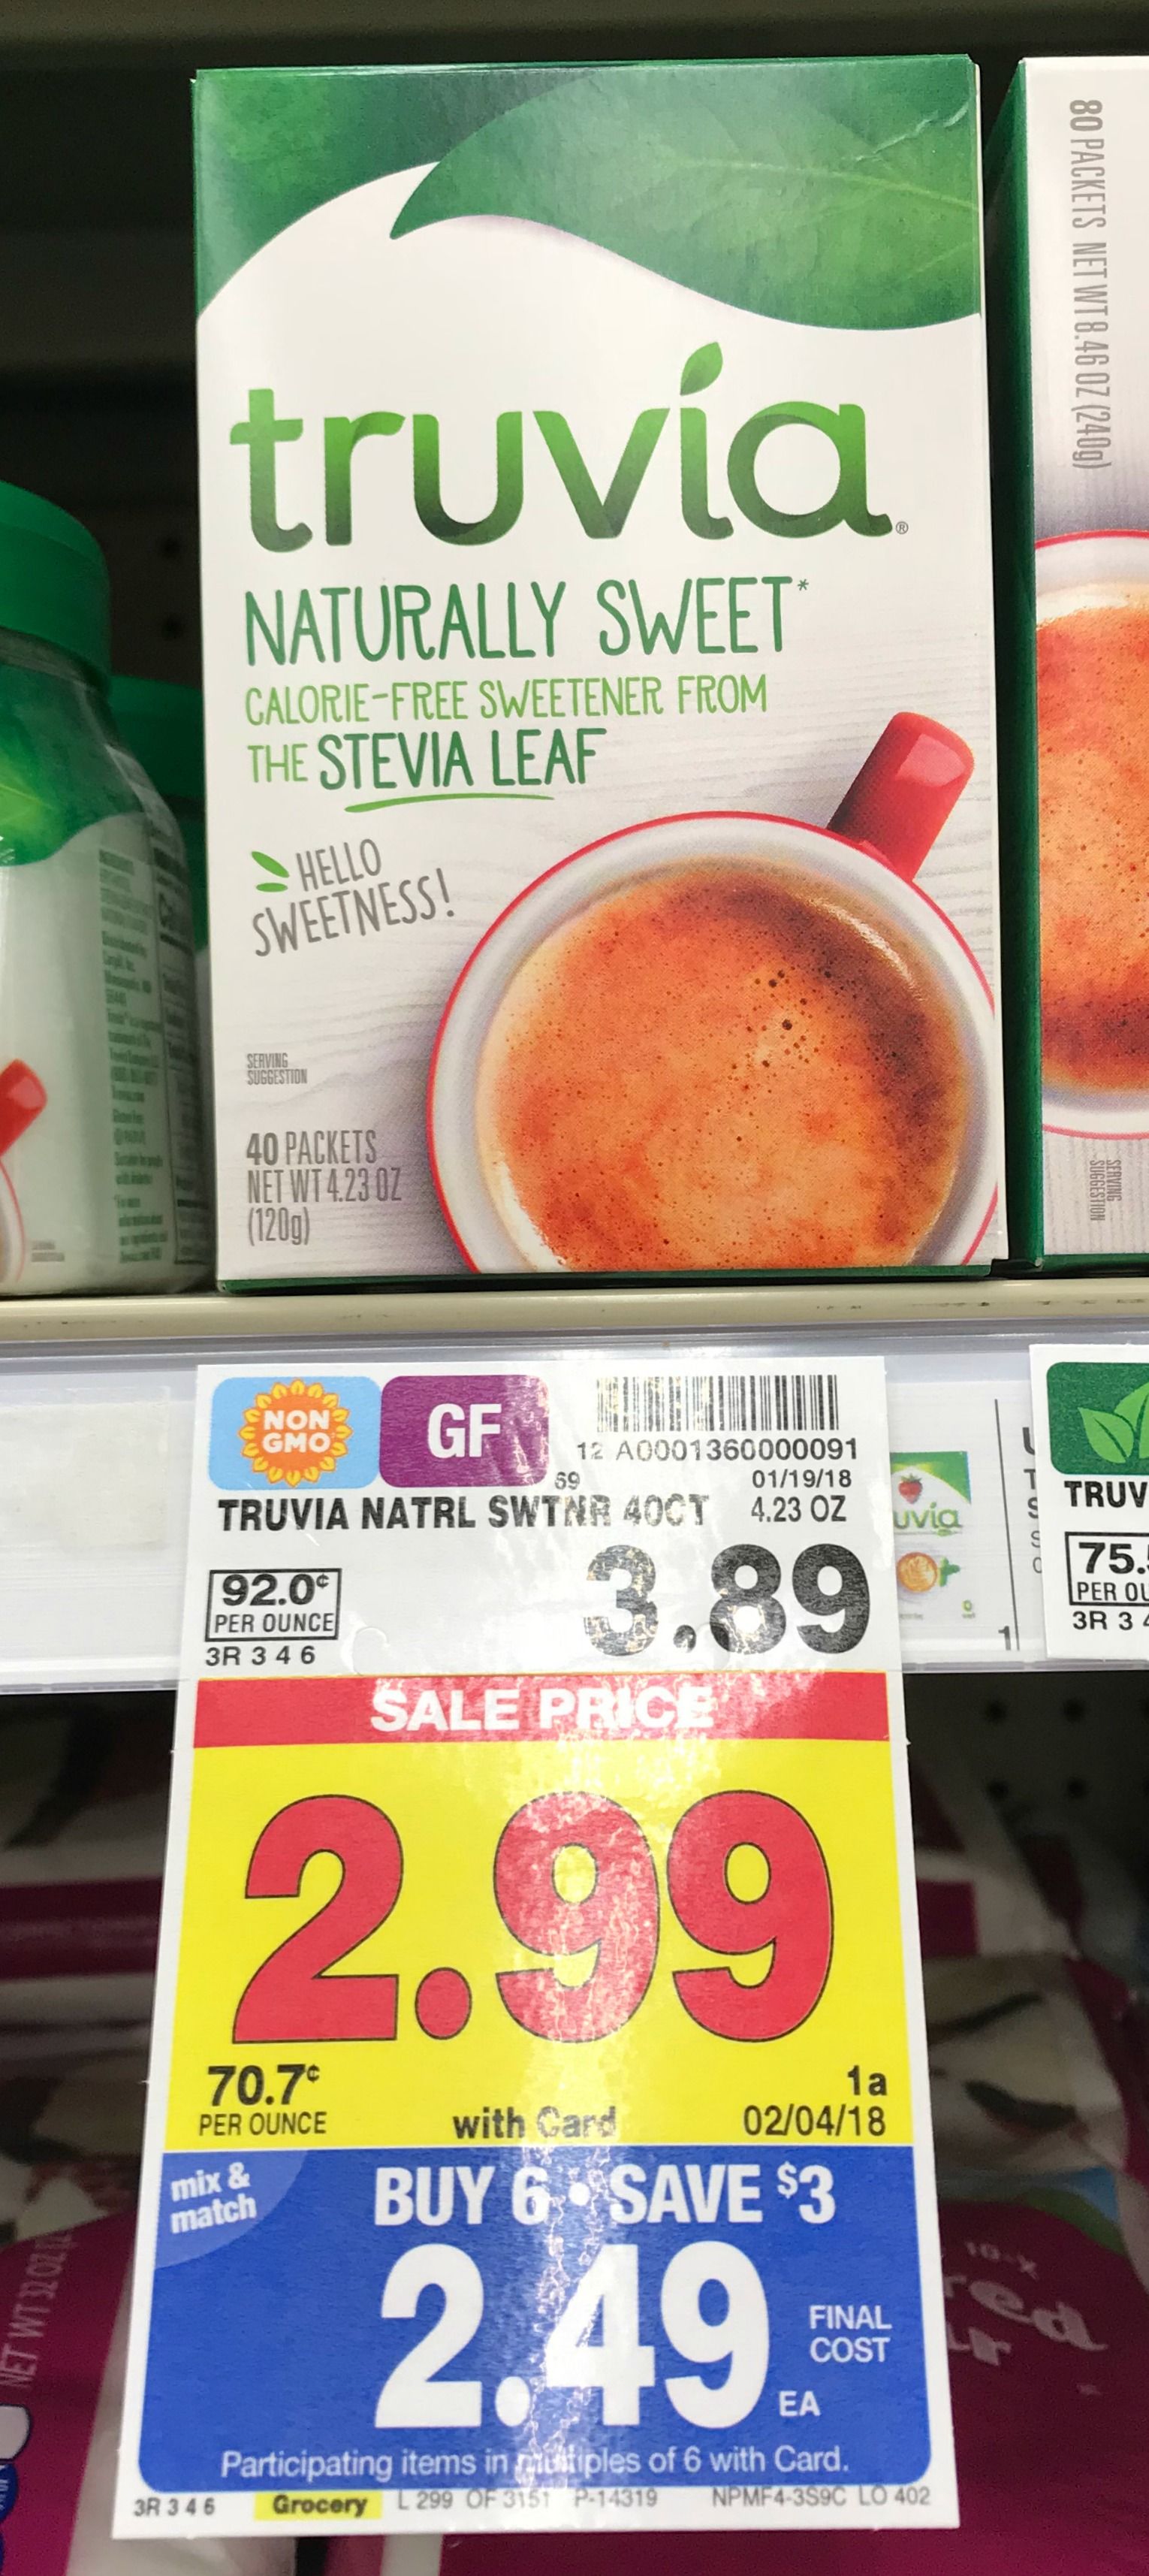 truvia®
NATURALLY SWEET*
CALORIE-FREE SWEETENER FROM
THE STEVIA LEAF
HELLO
SWEETNESS!
SERVING
SUGGESTION
40 PACKETS
NET WT 4.23 OZ
(120g)
80 PACKETS NET WT 8.46 OZ (240g)
SERVING
SUGGESTION
NON
GMO
GF
12 A0001360000091
69 01/19/18
TRUVIA NATRL SWTNR 40CT 4.23 OZ
92.0¢
PER OUNCE
3.89
3R 3 4 6
SALE PRICE
2.99
70.7¢
PER OUNCE
with Card
1a
02/04/18
mix &
match
BUY 6 • SAVE $3
2.49
FINAL
COST
EA
Participating items in multiples of 6 with Card.
3R 3 4 6 Grocery L 299 OF 3151 P-14319 NPMF4-3S9C LO 402
uvia
TRUV
75.
PER OU
3R 3 4
NET WT 32 OZ